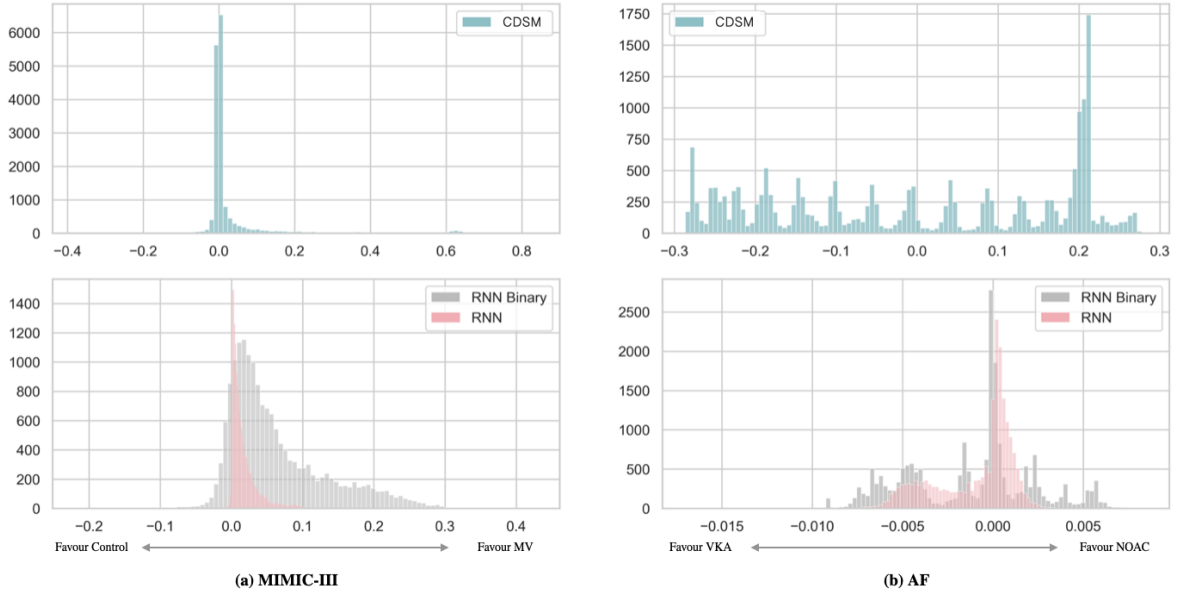 CDSM
6000
5000
4000
3000
2000
1000
0
−0.4 −0.2 0.0 0.2 0.4 0.6 0.8
CDSM
1750
1500
1250
1000
750
500
250
0
−0.3 −0.2 −0.1 0.0 0.1 0.2 0.3
RNN Binary
RNN
1400
1200
1000
800
600
400
200
0
−0.2 −0.1 0.0 0.1 0.2 0.3 0.4
Favour Control Favour MV
(a) MIMIC-III
RNN Binary
RNN
2500
2000
1500
1000
500
0
−0.015 −0.010 −0.005 0.000 0.005
Favour VKA Favour NOAC
(b) AF